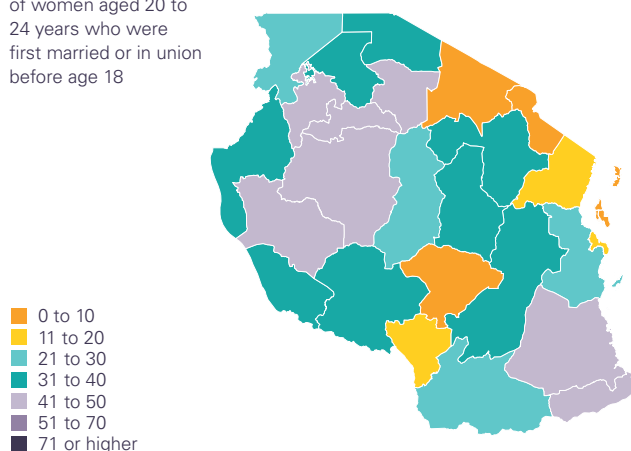 of women aged 20 to
24 years who were
first married or in union
before age 18
0 to 10
11 to 20
21 to 30
31 to 40
41 to 50
51 to 70
71 or higher